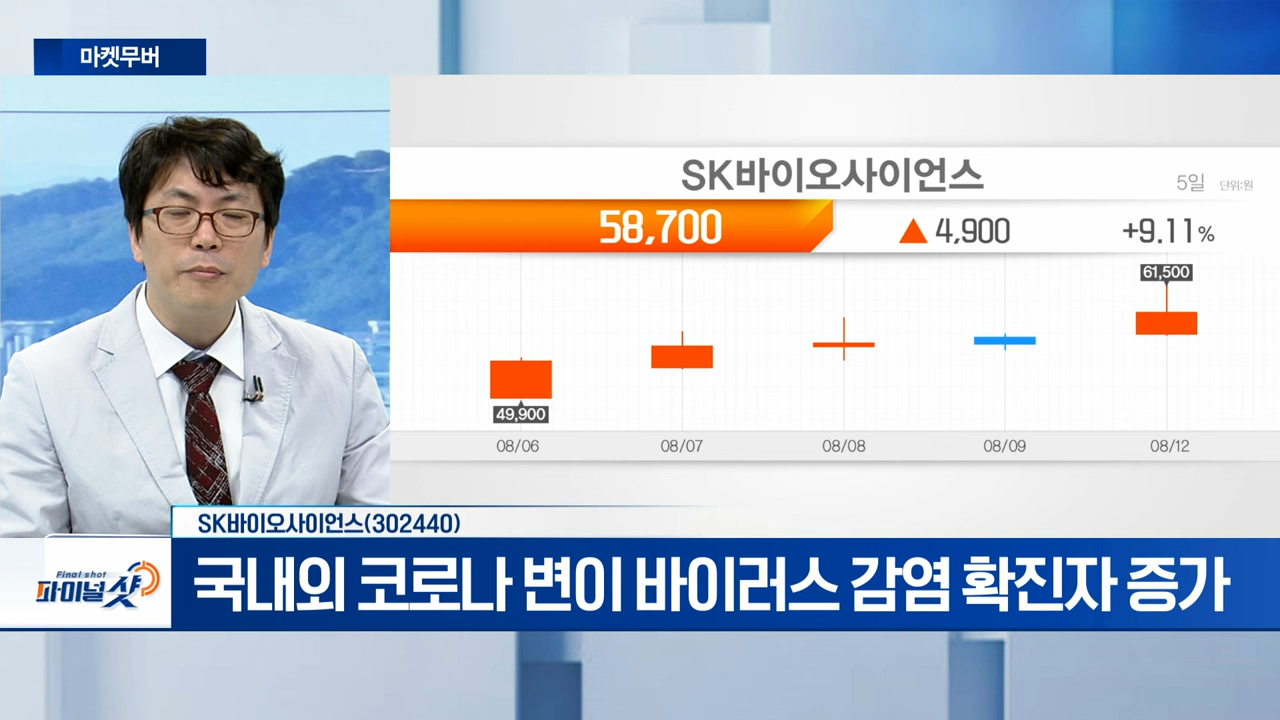 마켓무버
SK바이오사이언스
5일 단위:원
58,700 ▲ 4,900 +9.11%
61,500
49,900
08/06 08/07 08/08 08/09 08/12
SK바이오사이언스(302440)
Final shot
파이널샷
국내외 코로나 변이 바이러스 감염 확진자 증가